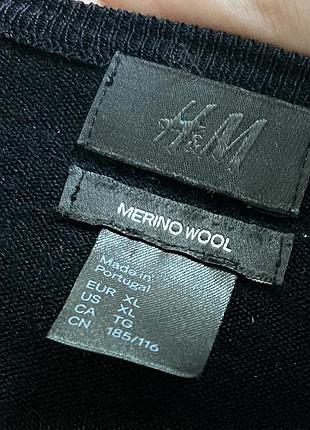 H&M
MERINO WOOL
Made in
Portugal
EUR XL
US XL
CA TG
CN 185/116